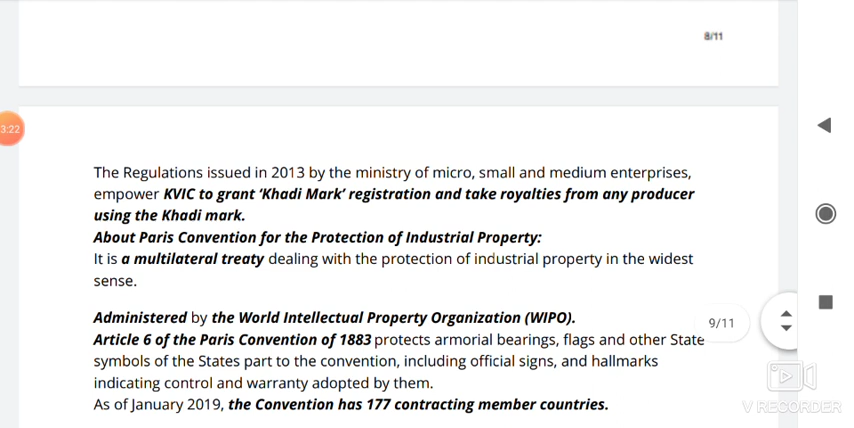 8/11
3:22
The Regulations issued in 2013 by the ministry of micro, small and medium enterprises,
empower KVIC to grant ‘Khadi Mark’ registration and take royalties from any producer
using the Khadi mark.
About Paris Convention for the Protection of Industrial Property:
It is a multilateral treaty dealing with the protection of industrial property in the widest
sense.
Administered by the World Intellectual Property Organization (WIPO).
9/11
Article 6 of the Paris Convention of 1883 protects armorial bearings, flags and other State
symbols of the States part to the convention, including official signs, and hallmarks
indicating control and warranty adopted by them.
As of January 2019, the Convention has 177 contracting member countries.
V RECORDER